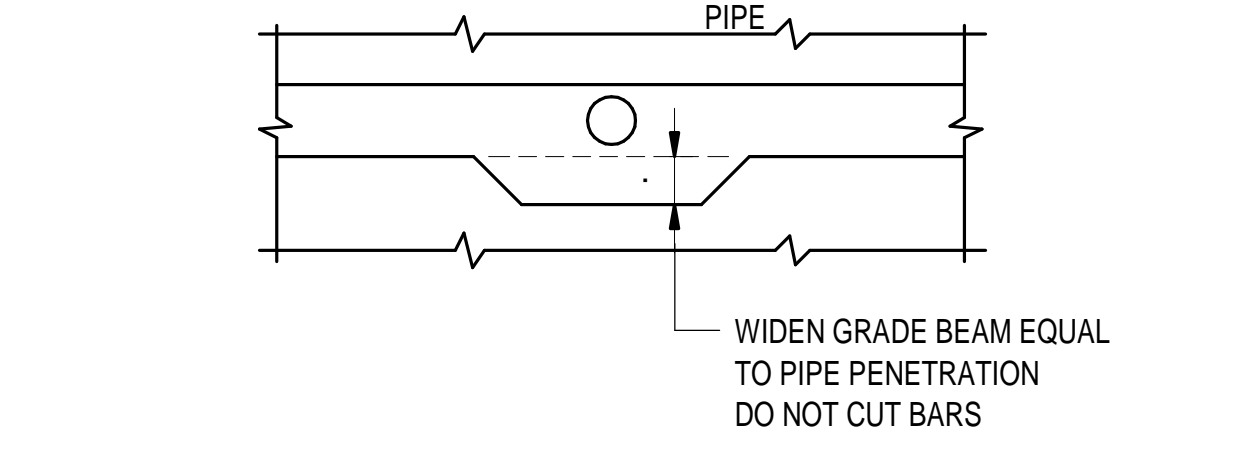 PIPE
WIDEN GRADE BEAM EQUAL
TO PIPE PENETRATION
DO NOT CUT BARS